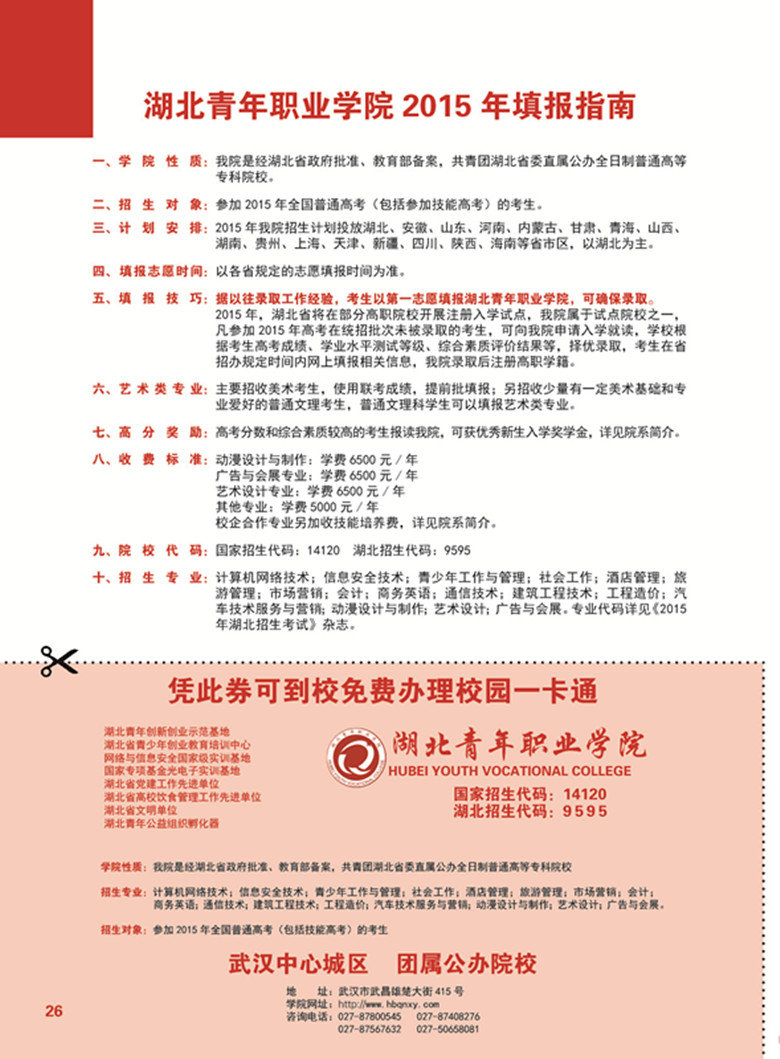 湖北青年职业学院 2015 年填报指南
一、学院性质：我院是经湖北省政府批准、教育部备案，共青团湖北省委直属公办全日制普通高等
专科院校。
二、招生对象：参加 2015 年全国普通高考（包括参加技能高考）的考生。
三、计划安排：2015 年我院招生计划投放湖北、安徽、山东、河南、内蒙古、甘肃、青海、山西、
湖南、贵州、上海、天津、新疆、四川、陕西、海南等省市区，以湖北为主。
四、填报志愿时间：以各省规定的志愿填报时间为准。
五、填报技巧：据以往录取工作经验，考生以第一志愿填报湖北青年职业学院，可确保录取。
2015 年，湖北省将在部分高职院校开展注册入学试点，我院属于试点院校之一，
凡参加 2015 年高考在统招批次未被录取的考生，可向我院申请入学就读，学校根
据考生高考成绩、学业水平测试等级、综合素质评价结果等，择优录取，考生在省
招办规定时间内网上填报相关信息，我院录取后注册高职学籍。
六、艺术类专业：主要招收美术考生，使用联考成绩，提前批填报；另招收少量有一定美术基础和专
业爱好的普通文理考生，普通文理科学生可以填报艺术类专业。
七、高分奖励：高考分数和综合素质较高的考生报读我院，可获优秀新生入学奖学金，详见院系简介。
八、收费标准：动漫设计与制作：学费 6500 元 / 年
广告与会展专业：学费 6500 元 / 年
艺术设计专业：学费 6500 元 / 年
其他专业：学费 5000 元 / 年
校企合作专业另加收技能培养费，详见院系简介。
九、院校代码：国家招生代码：14120 湖北招生代码：9595
十、招生专业：计算机网络技术；信息安全技术；青少年工作与管理；社会工作；酒店管理；旅
游管理；市场营销；会计；商务英语；通信技术；建筑工程技术；工程造价；汽
车技术服务与营销；动漫设计与制作；艺术设计；广告与会展。专业代码详见《2015
年湖北招生考试》杂志。
凭此券可到校免费办理校园一卡通
湖北青年创新创业示范基地
湖北省青少年创业教育培训中心
网络与信息安全国家级实训基地
国家专项基金光电子实训基地
湖北省党建工作先进单位
湖北省高校饮食管理工作先进单位
湖北省文明单位
湖北青年公益组织孵化器
湖北青年职业学院
HUBEI YOUTH VOCATIONAL COLLEGE
国家招生代码：14120
湖北招生代码：9595
学院性质：我院是经湖北省政府批准、教育部备案，共青团湖北省委直属公办全日制普通高等专科院校
招生专业：计算机网络技术；信息安全技术；青少年工作与管理；社会工作；酒店管理；旅游管理；市场营销；会计；
商务英语；通信技术；建筑工程技术；工程造价；汽车技术服务与营销；动漫设计与制作；艺术设计；广告与会展。
招生对象：参加 2015 年全国普通高考（包括技能高考）的考生
武汉中心城区 团属公办院校
地 址：武汉市武昌雄楚大街 415 号
学院网址：http://www.hbqnxy.com
咨询电话：027-87800545 027-87408276
027-87567632 027-50658081
26